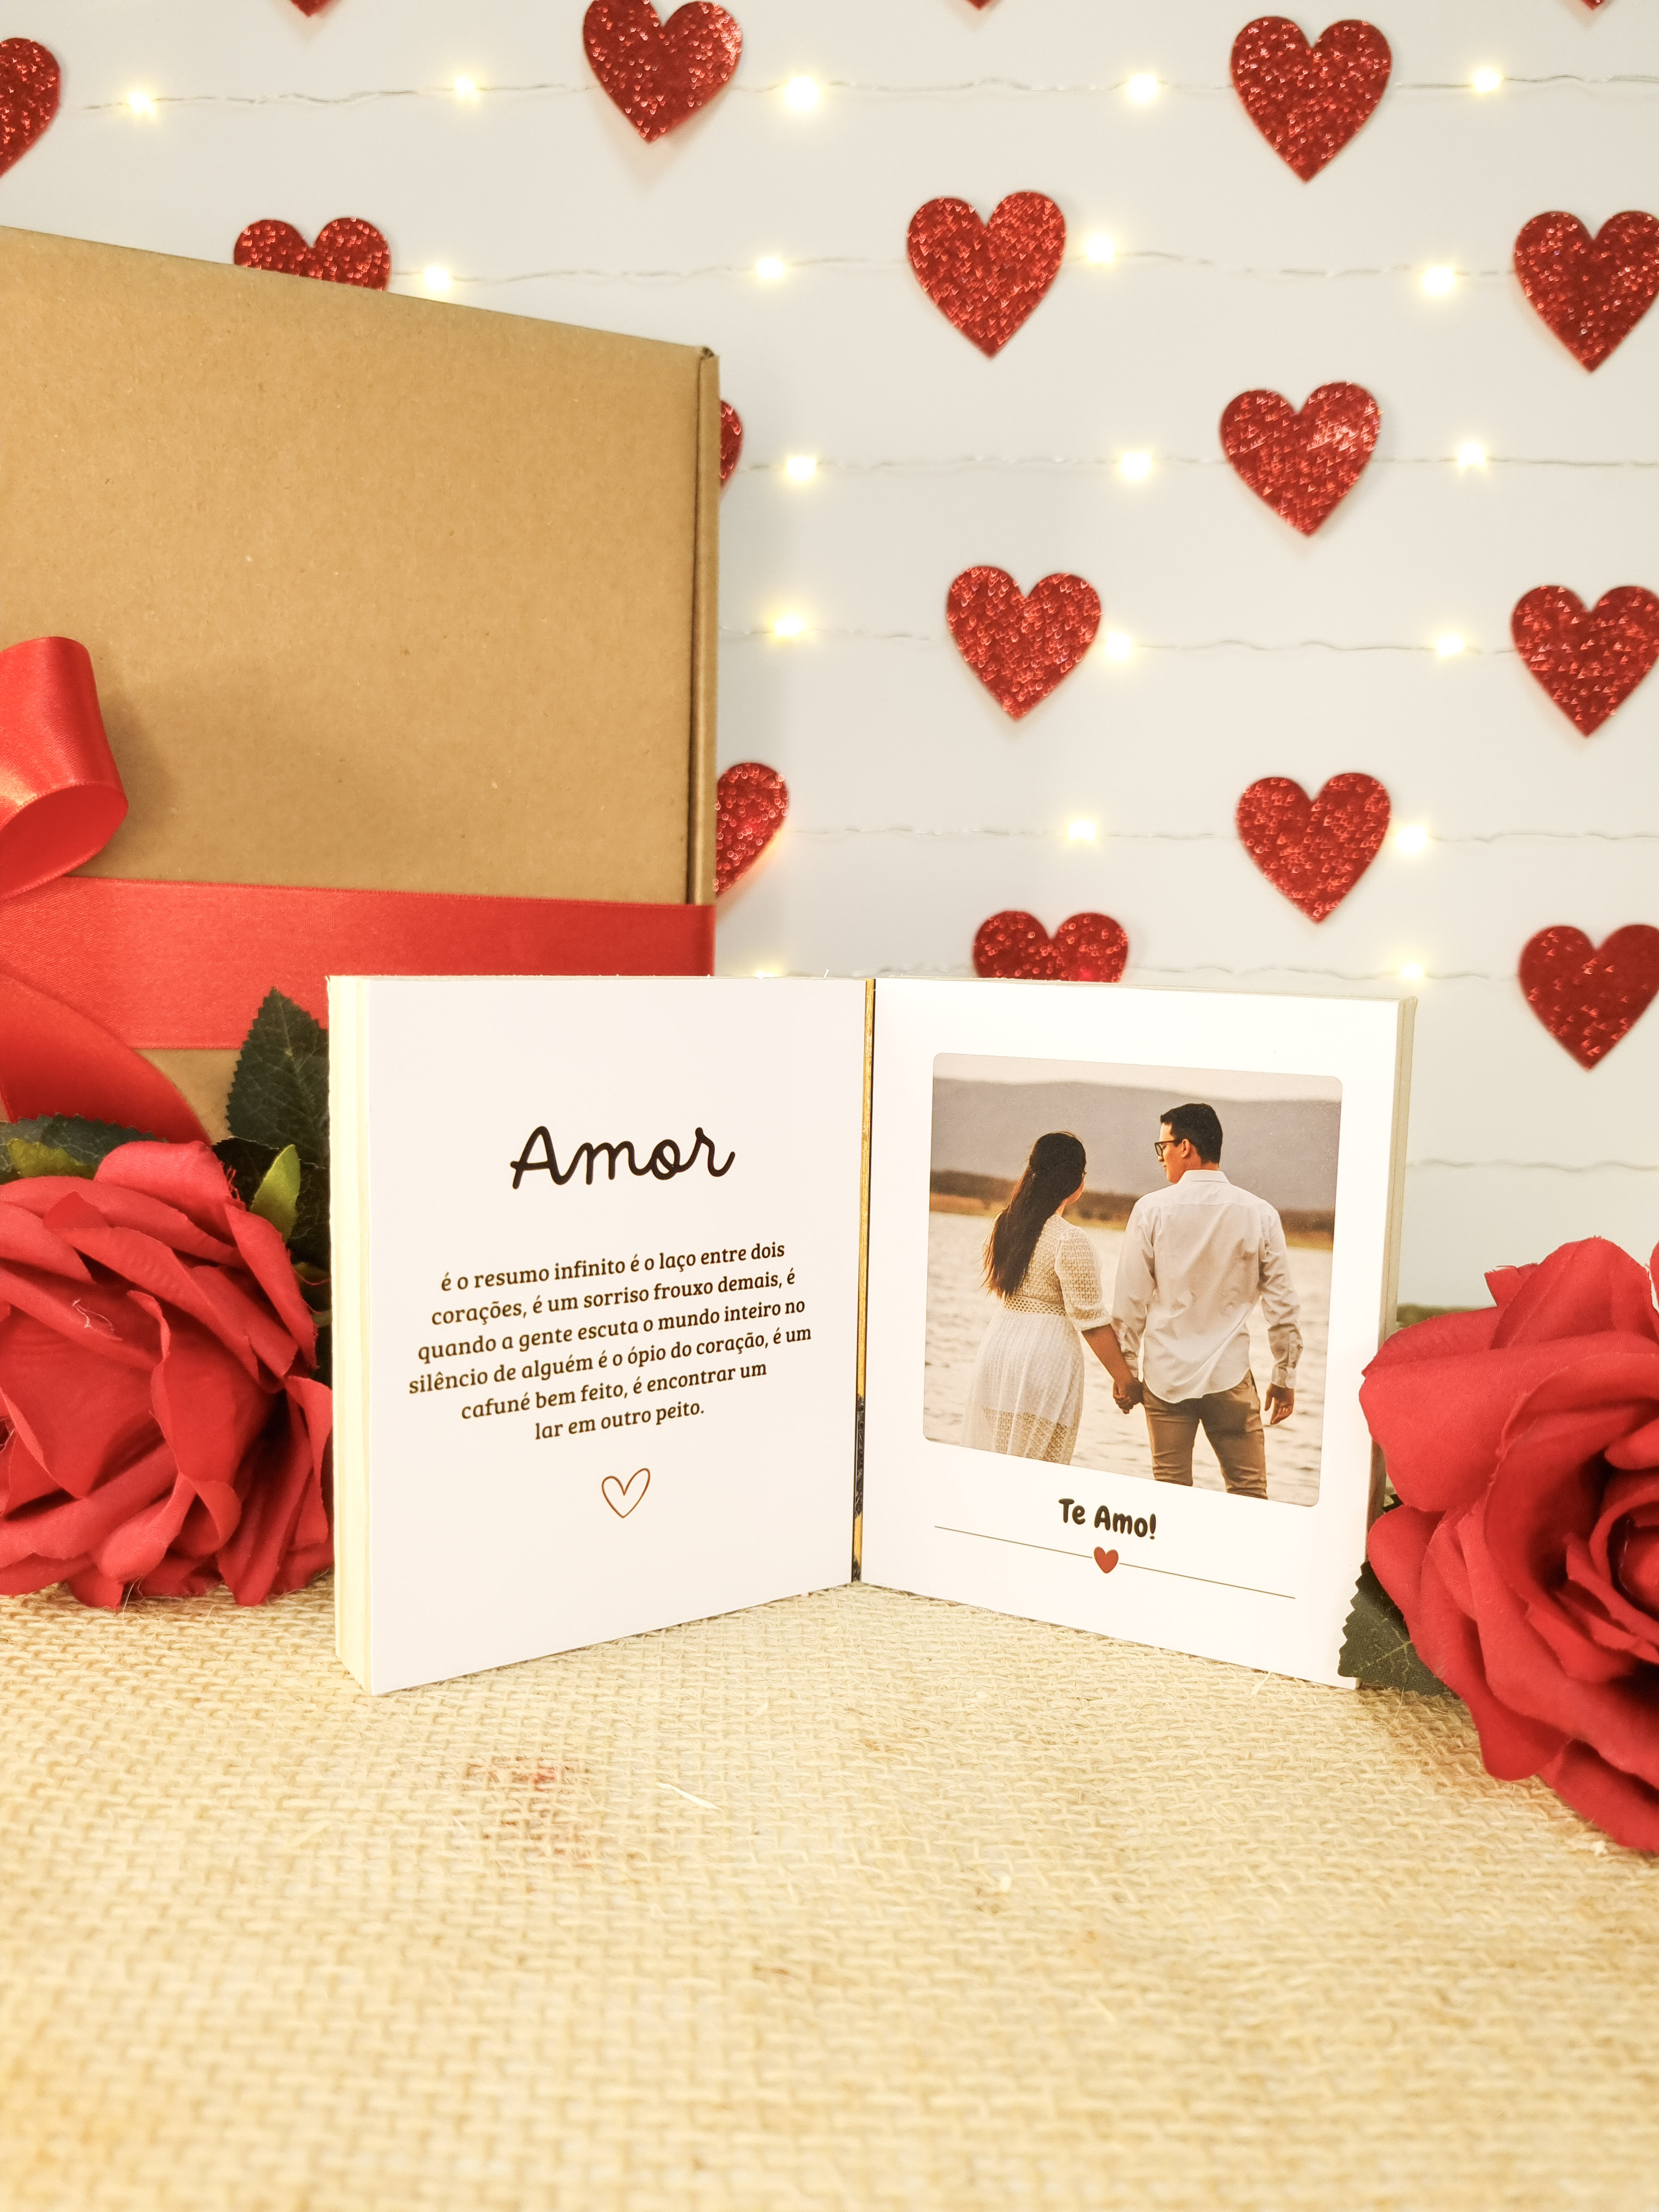 Amor
é o resumo infinito é o laço entre dois
corações, é um sorriso frouxo demais, é
quando a gente escuta o mundo inteiro no
silêncio de alguém é o ópio do coração, é um
cafuné bem feito, é encontrar um
lar em outro peito.
Te Amo!